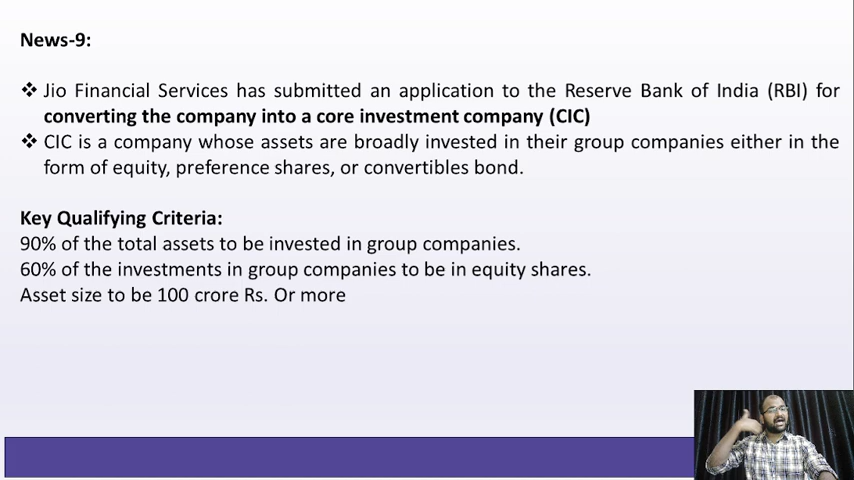 News-9:
❖ Jio Financial Services has submitted an application to the Reserve Bank of India (RBI) for
converting the company into a core investment company (CIC)
❖ CIC is a company whose assets are broadly invested in their group companies either in the
form of equity, preference shares, or convertibles bond.
Key Qualifying Criteria:
90% of the total assets to be invested in group companies.
60% of the investments in group companies to be in equity shares.
Asset size to be 100 crore Rs. Or more